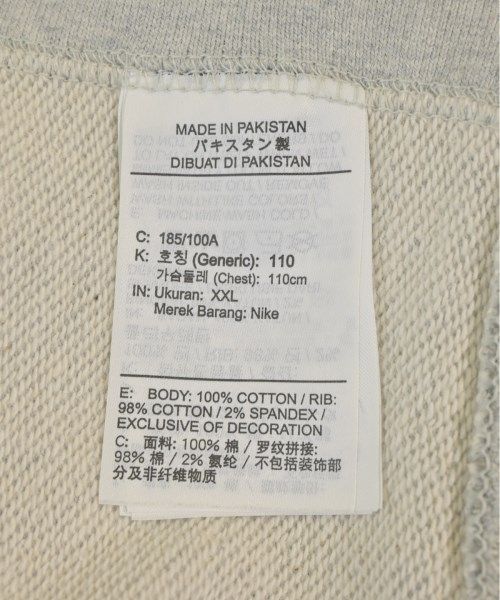 MADE IN PAKISTAN
パキスタン製
DIBUAT DI PAKISTAN
C: 185/100A
K: 호칭 (Generic): 110
가슴둘레 (Chest): 110cm
IN: Ukuran: XXL
Merek Barang: Nike
E: BODY: 100% COTTON / RIB:
98% COTTON / 2% SPANDEX /
EXCLUSIVE OF DECORATION
C: 面料: 100% 棉 / 罗纹拼接:
98% 棉 / 2% 氨纶 / 不包括装饰部
分及非纤维物质